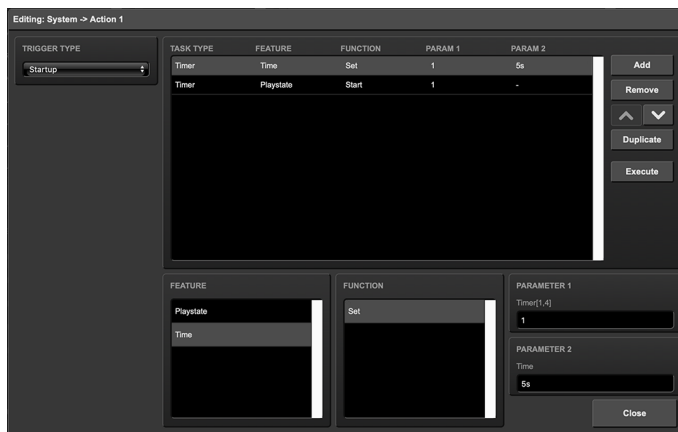 Editing: System -> Action 1
TRIGGER TYPE
Startup
TASK TYPE FEATURE FUNCTION PARAM 1 PARAM 2
Timer Time Set 1 5s
Timer Playstate Start 1 -
Add
Remove
Duplicate
Execute
FEATURE
Playstate
Time
FUNCTION
Set
PARAMETER 1
Timer[1,4]
1
PARAMETER 2
Time
5s
Close